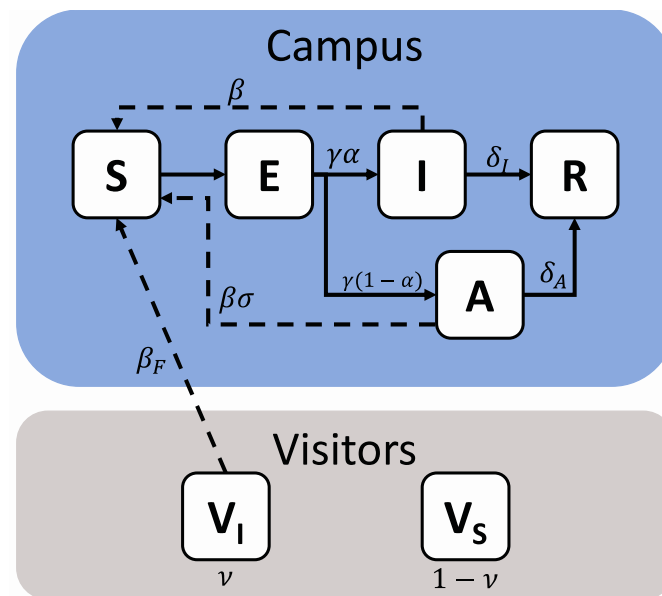 Campus
β
S
E
γα
I
δ_I
R
γ(1 − α)
A
δ_A
βσ
β_F
Visitors
V_I
V_S
ν
1 − ν